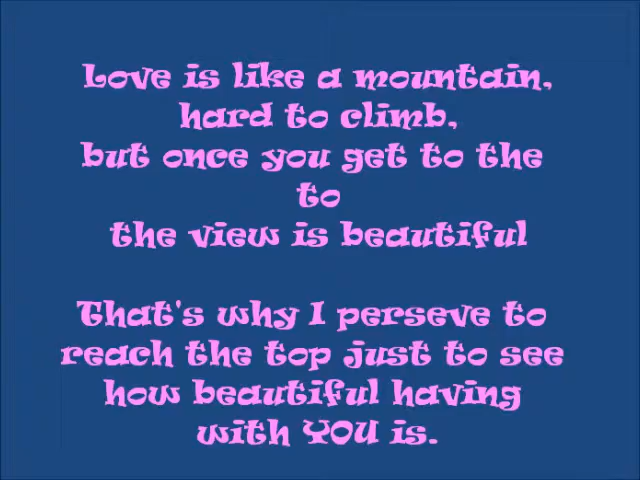 Love is like a mountain,
hard to climb,
but once you get to the
to
the view is beautiful
That's why I perseve to
reach the top just to see
how beautiful having
with YOU is.